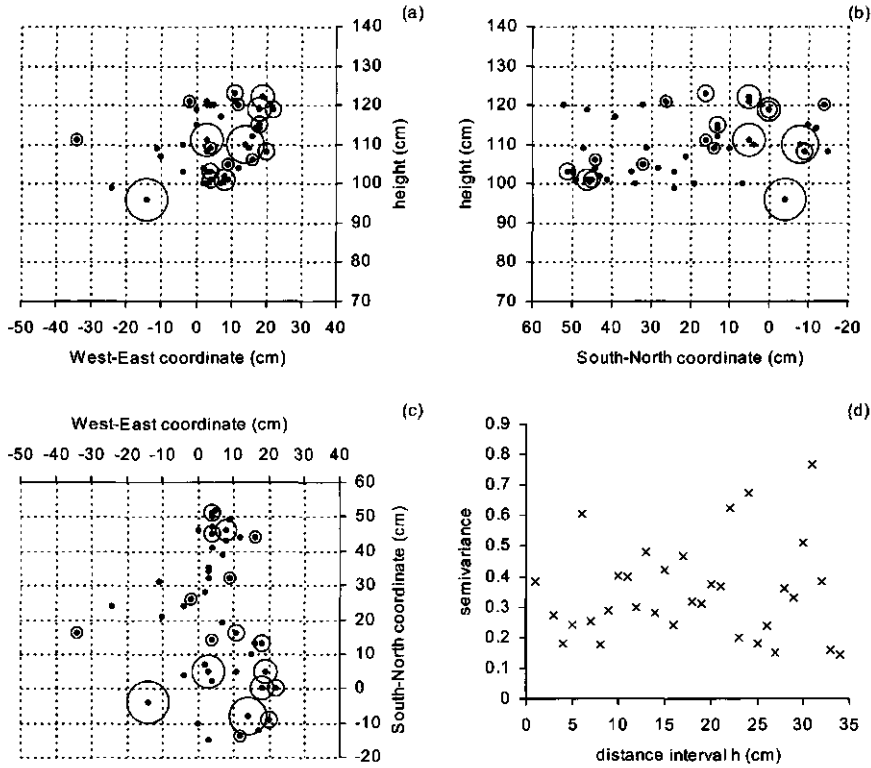 (a)
140
130
120
110
100
90
80
70
height (cm)
-50 -40 -30 -20 -10 0 10 20 30 40
West-East coordinate (cm)
(b)
140
130
120
110
100
90
80
70
height (cm)
60 50 40 30 20 10 0 -10 -20
South-North coordinate (cm)
West-East coordinate (cm)
(c)
-50 -40 -30 -20 -10 0 10 20 30 40
60
50
40
30
20
10
0
-10
-20
South-North coordinate (cm)
(d)
0.9
0.8
0.7
0.6
0.5
0.4
0.3
0.2
0.1
0
semivariance
0 5 10 15 20 25 30 35
distance interval h (cm)